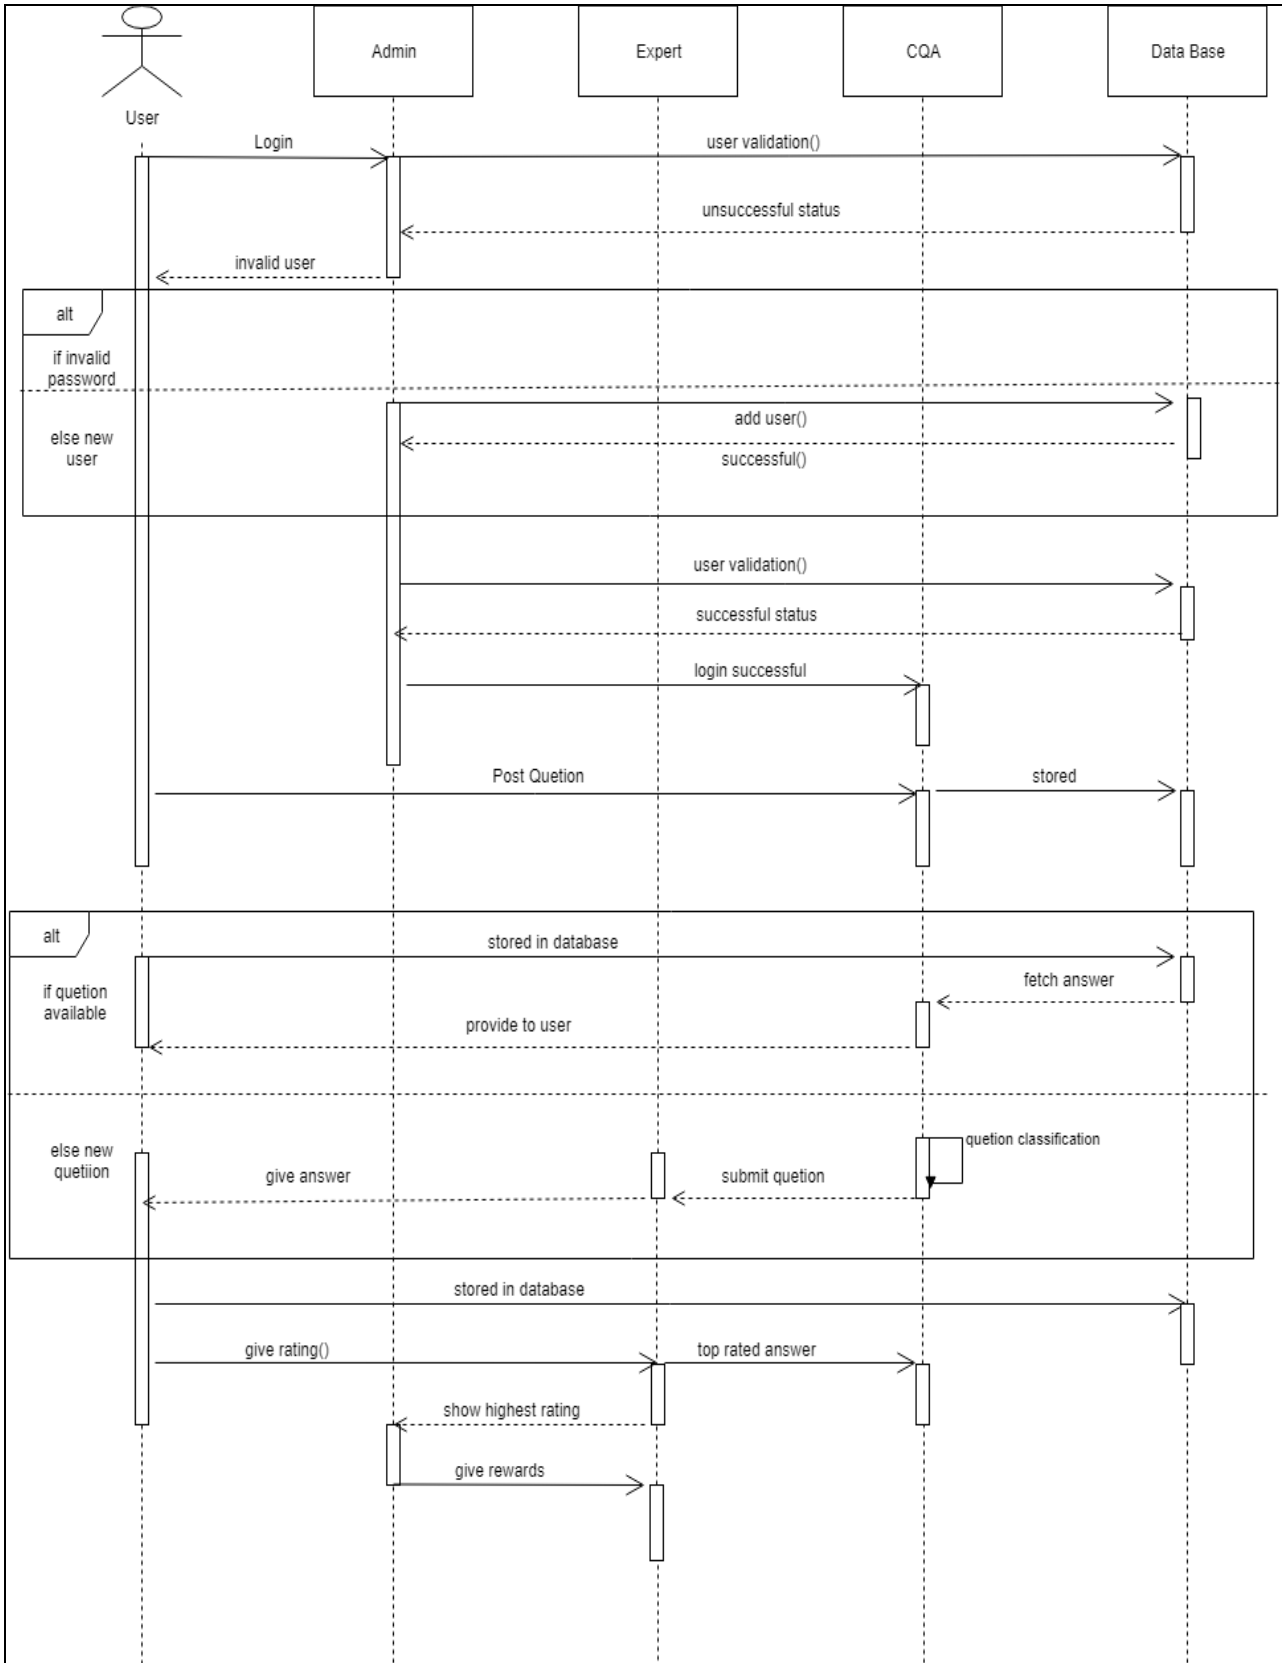 Admin
Expert
CQA
Data Base
User
Login
user validation()
unsuccessful status
invalid user
alt
if invalid
password
add user()
else new
user
successful()
user validation()
successful status
login successful
Post Quetion
stored
alt
stored in database
if quetion
available
fetch answer
provide to user
quetion classification
else new
quetiion
give answer
submit quetion
stored in database
give rating()
top rated answer
show highest rating
give rewards